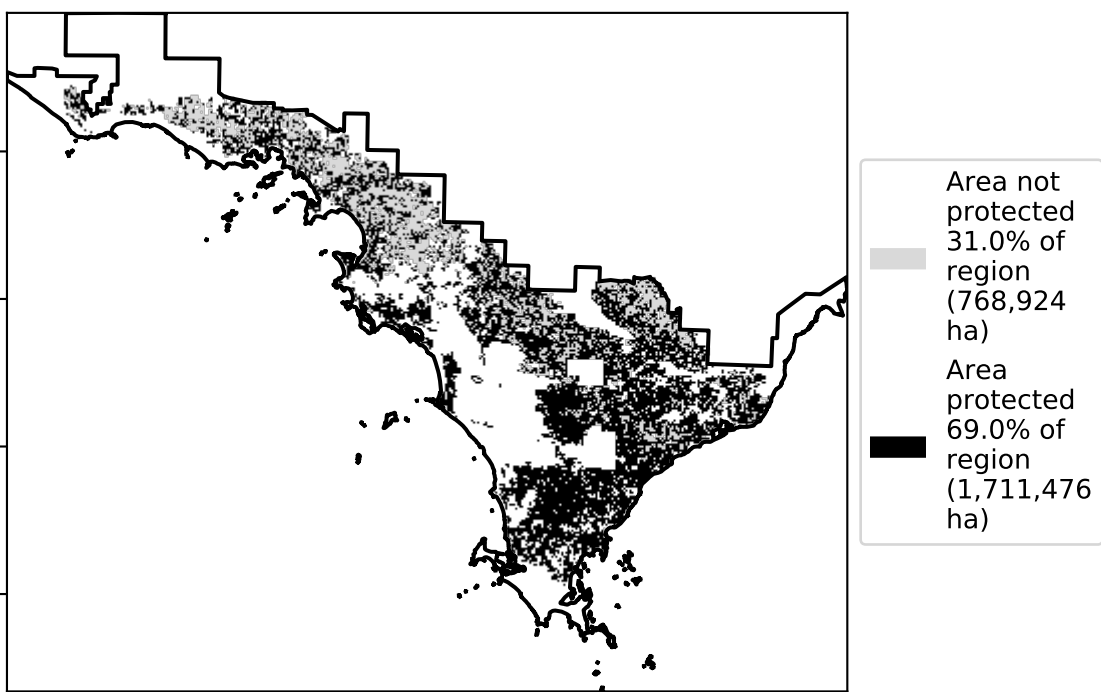 Area not
protected
31.0% of
region
(768,924
ha)
Area
protected
69.0% of
region
(1,711,476
ha)